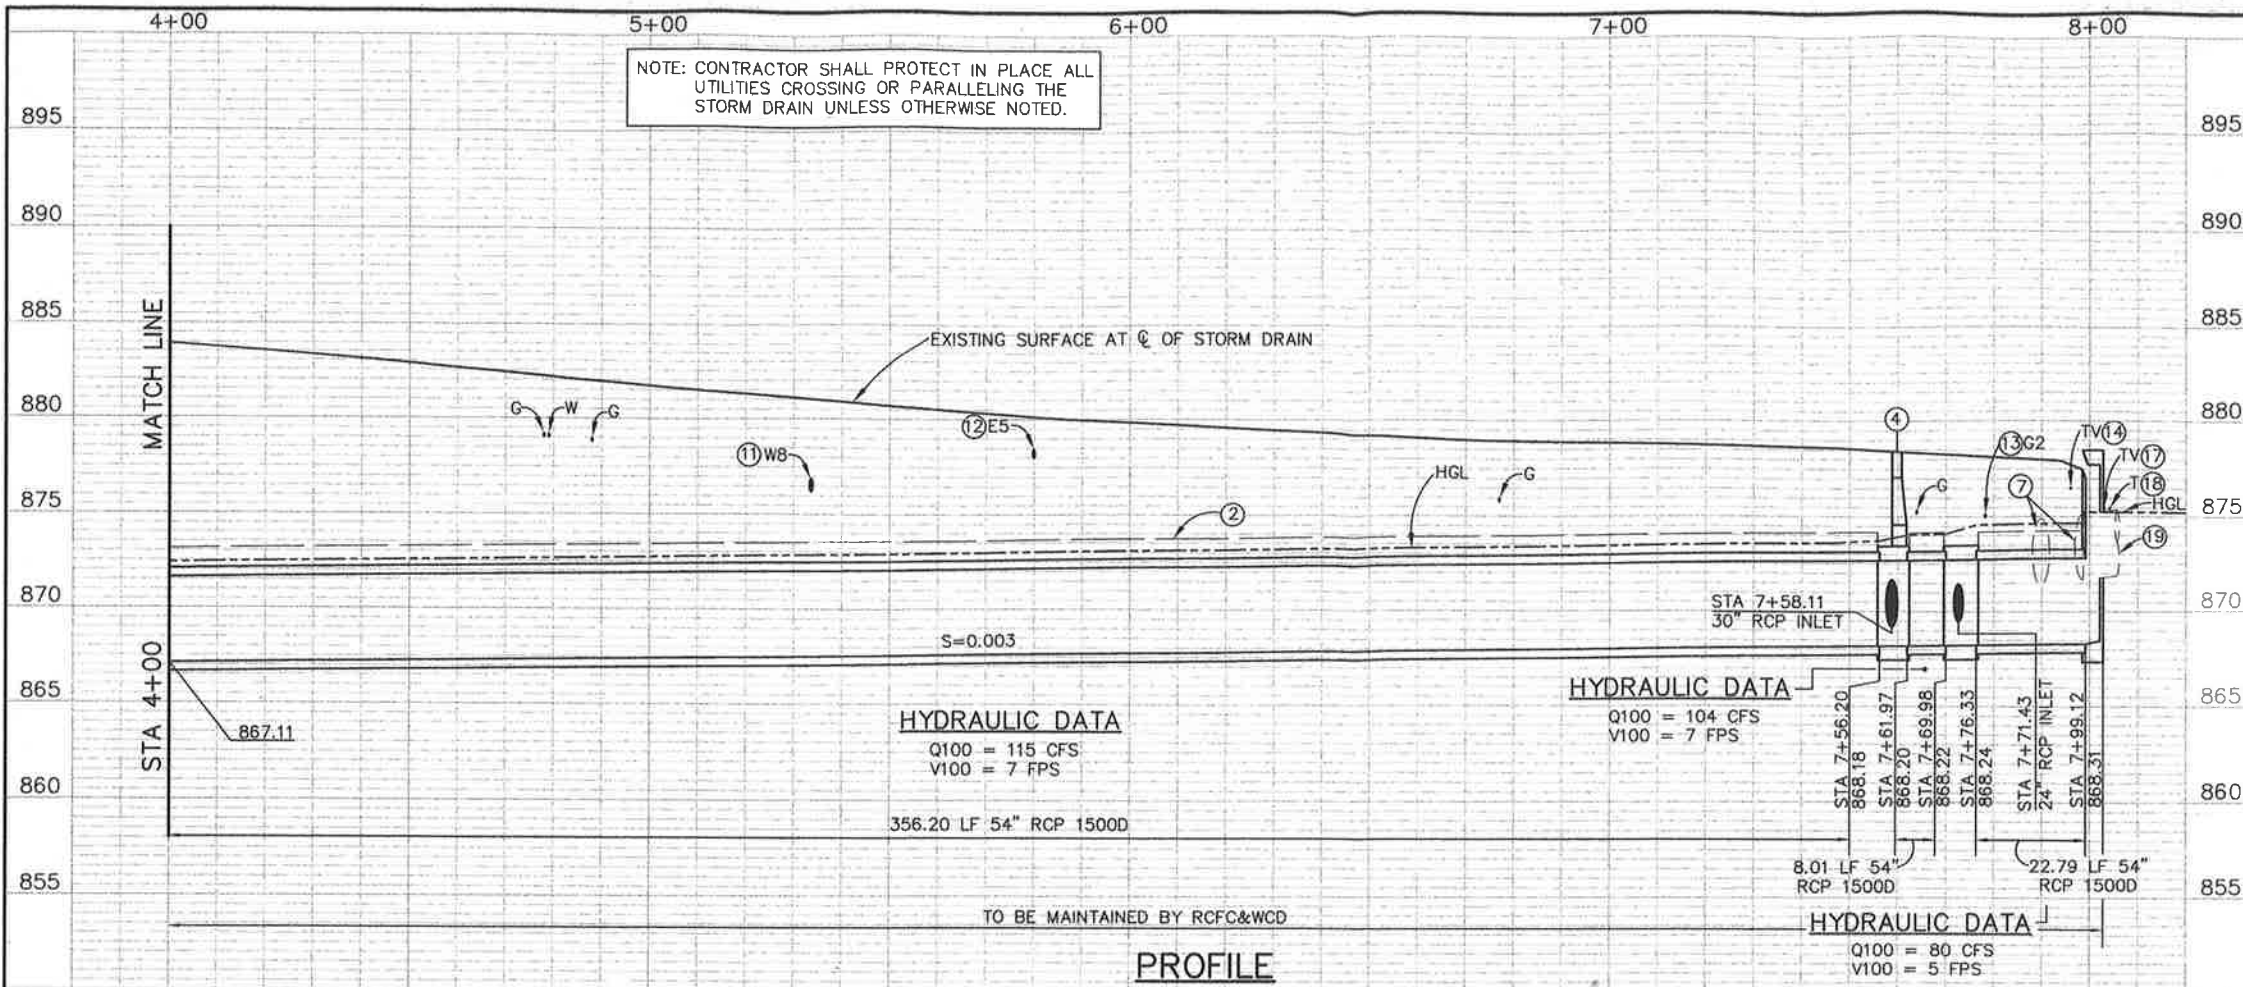 4+00 5+00 6+00 7+00 8+00
NOTE: CONTRACTOR SHALL PROTECT IN PLACE ALL
UTILITIES CROSSING OR PARALLELING THE
STORM DRAIN UNLESS OTHERWISE NOTED.
895 895
890 890
885 885
EXISTING SURFACE AT ℄ OF STORM DRAIN
MATCH LINE
STA 4+00
880 880
G W G
12 E5
11 W8
4
13 G2
TV 14
TV 17
T 18
HGL
HGL
G
G
7
875 875
2
19
870 870
STA 7+58.11
30" RCP INLET
S=0.003
865 865
867.11
HYDRAULIC DATA
Q100 = 115 CFS
V100 = 7 FPS
HYDRAULIC DATA
Q100 = 104 CFS
V100 = 7 FPS
STA 7+56.20
868.18
STA 7+61.97
868.20
STA 7+69.98
868.22
STA 7+76.33
868.24
STA 7+71.43
24" RCP INLET
STA 7+99.12
868.31
860 860
356.20 LF 54" RCP 1500D
8.01 LF 54"
RCP 1500D
22.79 LF 54"
RCP 1500D
855 855
TO BE MAINTAINED BY RCFC&WCD
HYDRAULIC DATA
Q100 = 80 CFS
V100 = 5 FPS
PROFILE